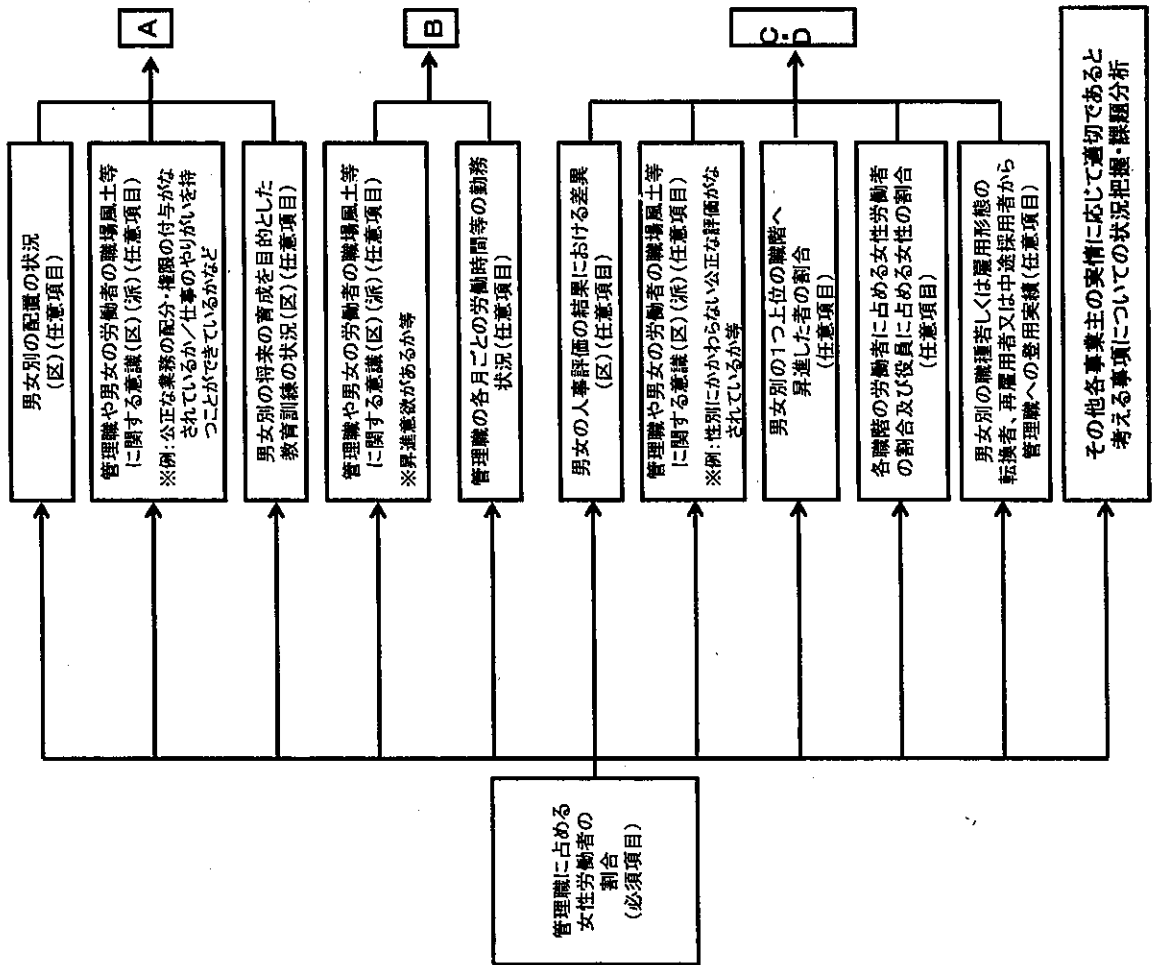 管理職に占める
女性労働者の
割合
(必須項目)
男女別の配置の状況
(区)(任意項目)
管理職や男女の労働者の職場風土等
に関する意識(区)(派)(任意項目)
※例:公正な業務の配分・権限の付与がな
されているか/仕事のやりがいを持
つことができているかなど
男女別の将来の育成を目的とした
教育訓練の状況(区)(任意項目)
A
管理職や男女の労働者の職場風土等
に関する意識(区)(派)(任意項目)
※昇進意欲があるか等
管理職の各月ごとの労働時間等の勤務
状況(任意項目)
B
男女の人事評価の結果における差異
(区)(任意項目)
管理職や男女の労働者の職場風土等
に関する意識(区)(派)(任意項目)
※例:性別にかかわらない公正な評価がな
されているか等
男女別の1つ上位の職階へ
昇進した者の割合
(任意項目)
各職階の労働者に占める女性労働者
の割合及び役員に占める女性の割合
(任意項目)
男女別の職種若しくは雇用形態の
転換者、再雇用者又は中途採用者から
管理職への登用実績(任意項目)
C・D
その他各事業主の実情に応じて適切であると
考える事項についての状況把握・課題分析